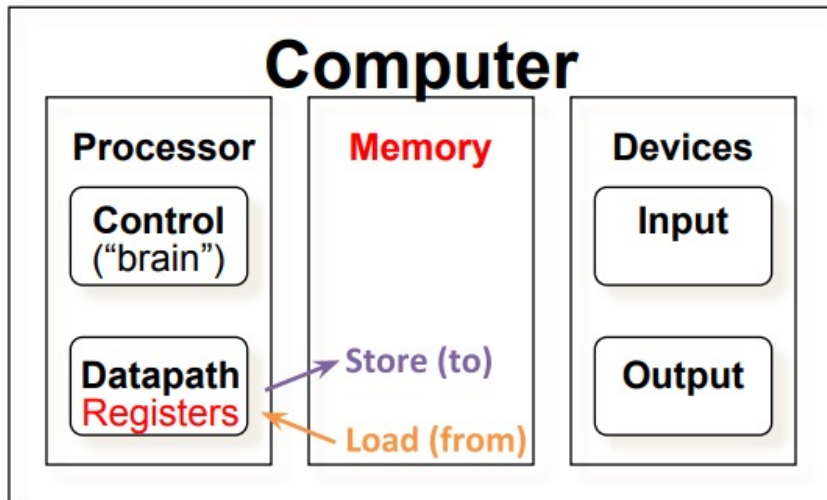 Computer
Processor
Control
(“brain”)
Datapath
Registers
Memory
Store (to)
Load (from)
Devices
Input
Output